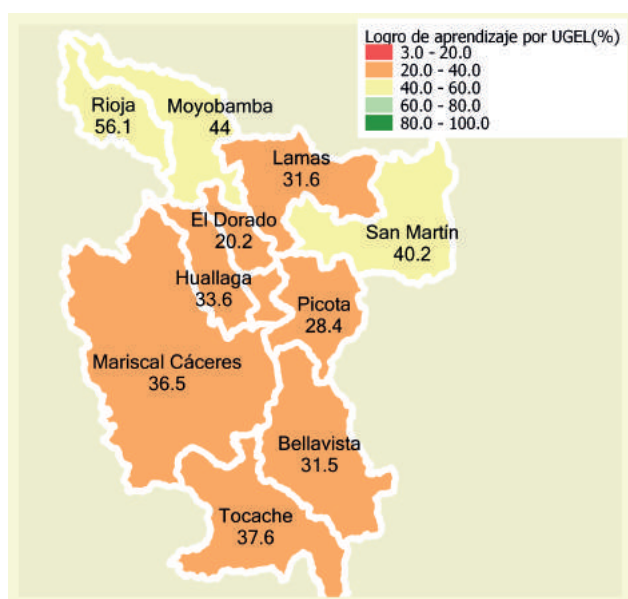 Logro de aprendizaje por UGEL(%)
3.0 - 20.0
20.0 - 40.0
40.0 - 60.0
60.0 - 80.0
80.0 - 100.0
Rioja
56.1
Moyobamba
44
Lamas
31.6
El Dorado
20.2
San Martín
40.2
Huallaga
33.6
Picota
28.4
Mariscal Cáceres
36.5
Bellavista
31.5
Tocache
37.6